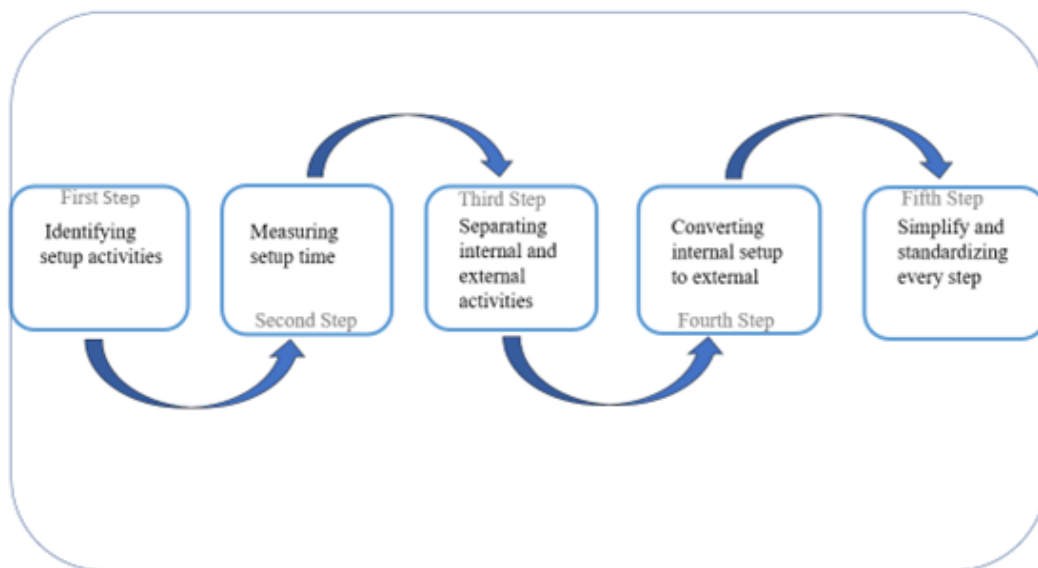 First Step
Identifying
setup activities
Measuring
setup time
Second Step
Third Step
Separating
internal and
external
activities
Converting
internal setup
to external
Fourth Step
Fifth Step
Simplify and
standardizing
every step